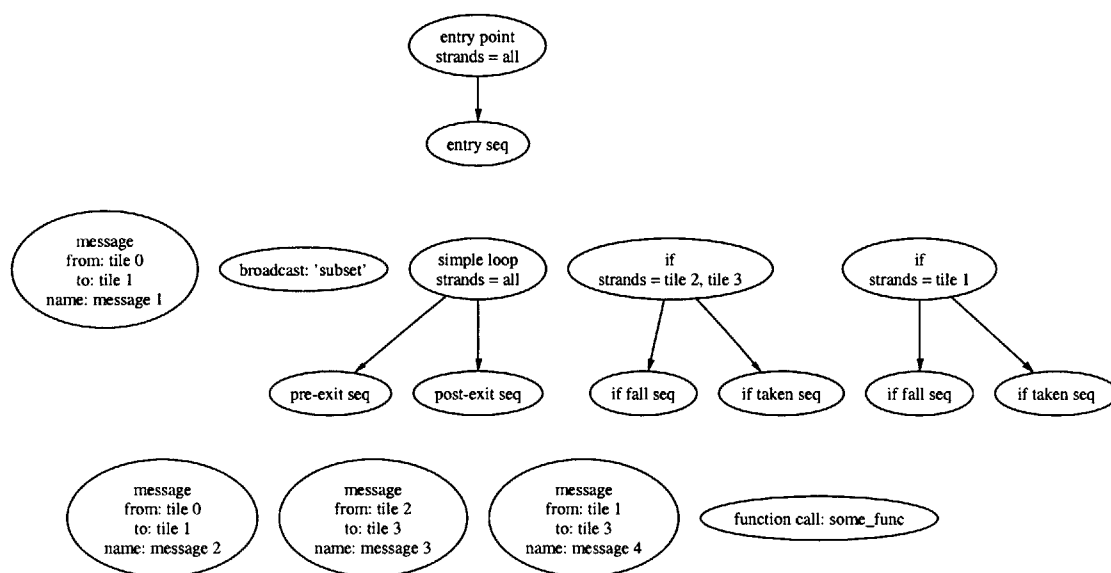 entry point
strands = all
entry seq
message
from: tile 0
to: tile 1
name: message 1
broadcast: 'subset'
simple loop
strands = all
if
strands = tile 2, tile 3
if
strands = tile 1
pre-exit seq
post-exit seq
if fall seq
if taken seq
if fall seq
if taken seq
message
from: tile 0
to: tile 1
name: message 2
message
from: tile 2
to: tile 3
name: message 3
message
from: tile 1
to: tile 3
name: message 4
function call: some_func